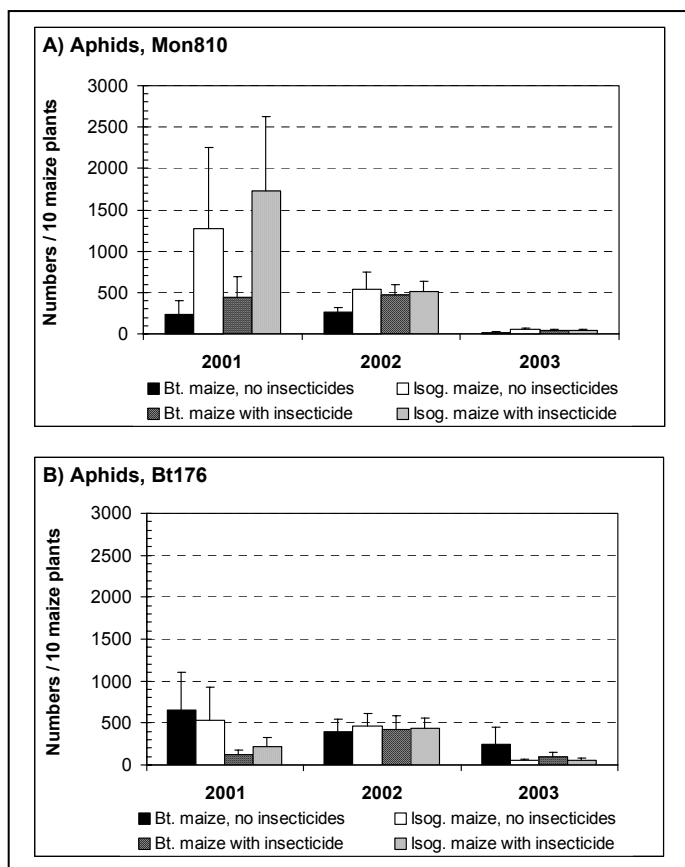 A) Aphids, Mon810
Numbers / 10 maize plants
3000
2500
2000
1500
1000
500
0
2001 2002 2003
Bt. maize, no insecticides Isog. maize, no insecticides
Bt. maize with insecticide Isog. maize with insecticide
B) Aphids, Bt176
Numbers / 10 maize plants
3000
2500
2000
1500
1000
500
0
2001 2002 2003
Bt. maize, no insecticides Isog. maize, no insecticides
Bt. maize with insecticide Isog. maize with insecticide